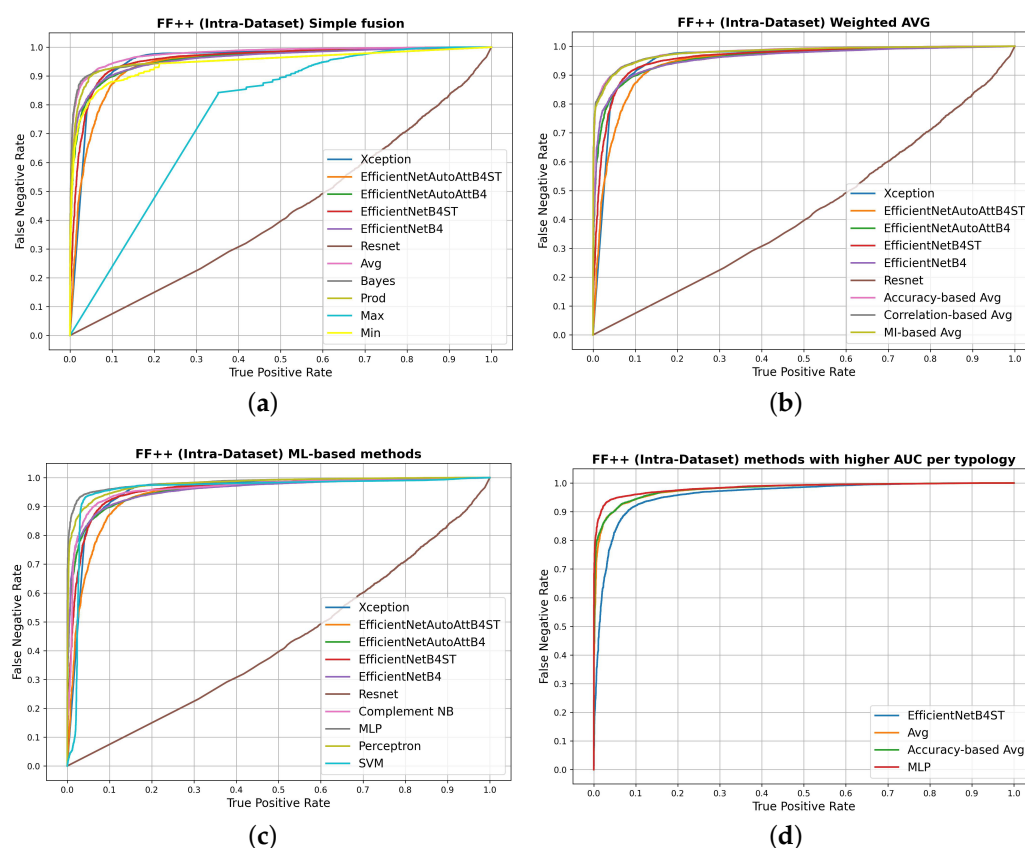 FF++ (Intra-Dataset) Simple fusion
1.0
0.9
0.8
0.7
0.6
0.5
0.4
0.3
0.2
0.1
0.0
False Negative Rate
Xception
EfficientNetAutoAttB4ST
EfficientNetAutoAttB4
EfficientNetB4ST
EfficientNetB4
Resnet
Avg
Bayes
Prod
Max
Min
0.0 0.1 0.2 0.3 0.4 0.5 0.6 0.7 0.8 0.9 1.0
True Positive Rate
(a)
FF++ (Intra-Dataset) Weighted AVG
1.0
0.9
0.8
0.7
0.6
0.5
0.4
0.3
0.2
0.1
0.0
False Negative Rate
Xception
EfficientNetAutoAttB4ST
EfficientNetAutoAttB4
EfficientNetB4ST
EfficientNetB4
Resnet
Accuracy-based Avg
Correlation-based Avg
MI-based Avg
0.0 0.1 0.2 0.3 0.4 0.5 0.6 0.7 0.8 0.9 1.0
True Positive Rate
(b)
FF++ (Intra-Dataset) ML-based methods
1.0
0.9
0.8
0.7
0.6
0.5
0.4
0.3
0.2
0.1
0.0
False Negative Rate
Xception
EfficientNetAutoAttB4ST
EfficientNetAutoAttB4
EfficientNetB4ST
EfficientNetB4
Resnet
Complement NB
MLP
Perceptron
SVM
0.0 0.1 0.2 0.3 0.4 0.5 0.6 0.7 0.8 0.9 1.0
True Positive Rate
(c)
FF++ (Intra-Dataset) methods with higher AUC per typology
1.0
0.9
0.8
0.7
0.6
0.5
0.4
0.3
0.2
0.1
0.0
False Negative Rate
EfficientNetB4ST
Avg
Accuracy-based Avg
MLP
0.0 0.1 0.2 0.3 0.4 0.5 0.6 0.7 0.8 0.9 1.0
True Positive Rate
(d)